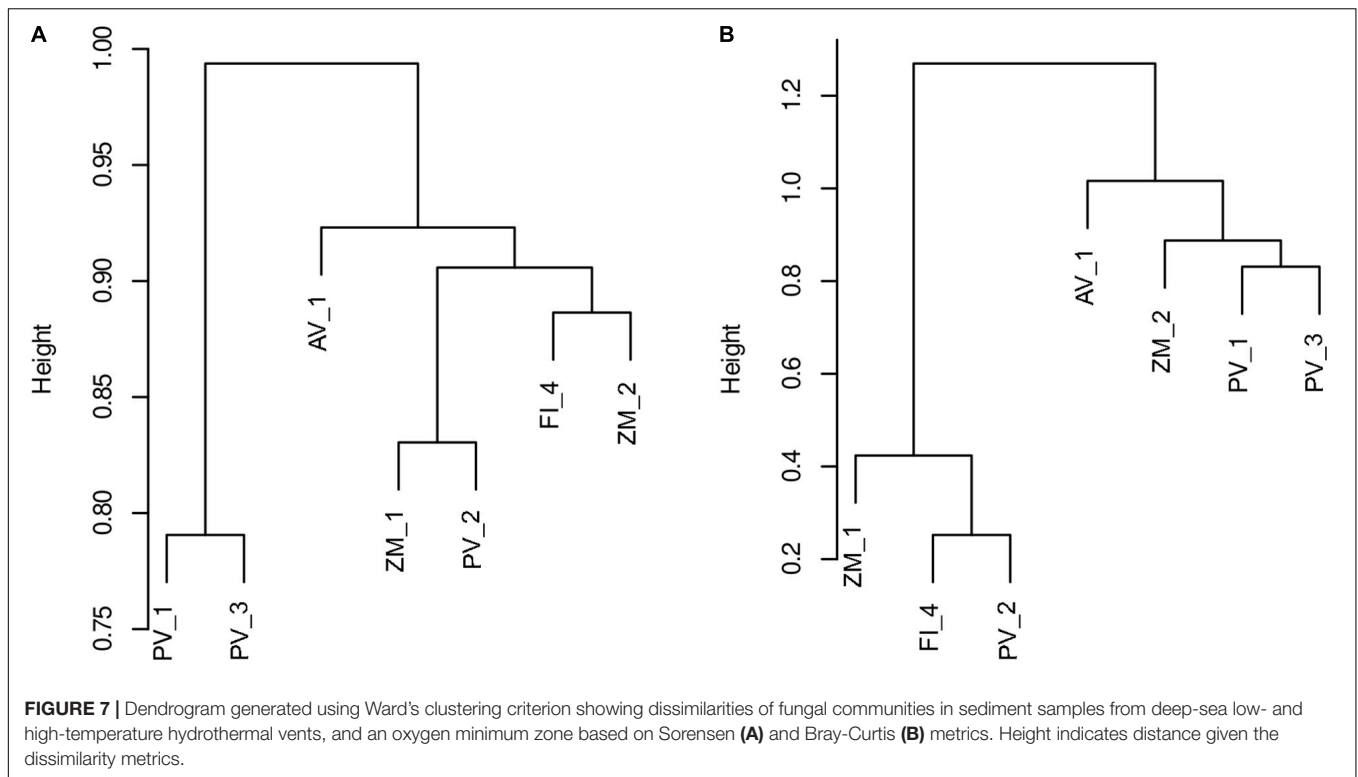 A
Height
1.00
0.95
0.90
0.85
0.80
0.75
PV_1
PV_3
AV_1
ZM_1
PV_2
FI_4
ZM_2
B
Height
1.2
1.0
0.8
0.6
0.4
0.2
ZM_1
FI_4
PV_2
AV_1
ZM_2
PV_1
PV_3
FIGURE 7 | Dendrogram generated using Ward's clustering criterion showing dissimilarities of fungal communities in sediment samples from deep-sea low- and
high-temperature hydrothermal vents, and an oxygen minimum zone based on Sorensen (A) and Bray-Curtis (B) metrics. Height indicates distance given the
dissimilarity metrics.